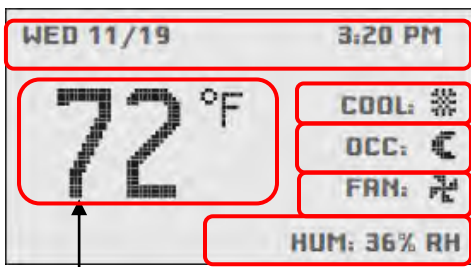 WED 11/19 3:20 PM
72 °F
COOL:
OCC:
FAN:
HUM: 36% RH